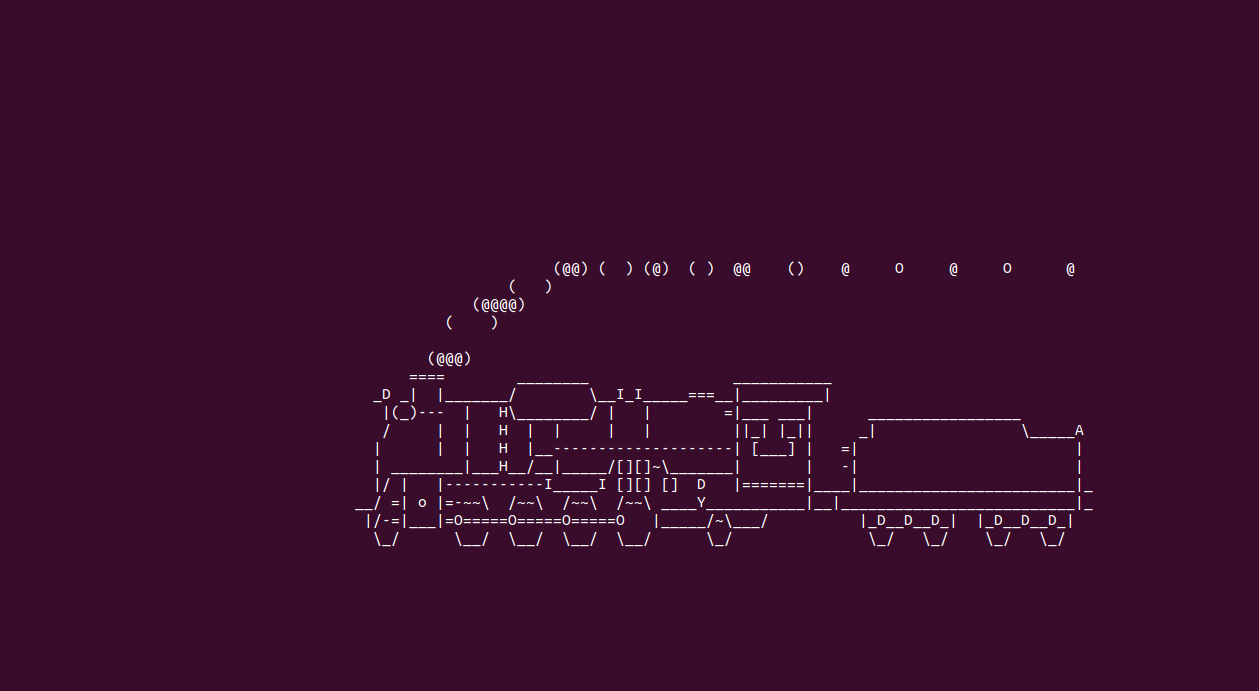 (@@) (  ) (@)  ( )  @@    ()    @     O     @     O      @
                 (   )
             (@@@@)
          (    )

        (@@@)
      ====        ________                ___________
  _D _|  |_______/        \__I_I_____===__|_________|
   |(_)---  |   H\________/ |   |        =|___ ___|      _________________
   /     |  |   H  |  |     |   |         ||_| |_||     _|                \_____A
  |      |  |   H  |__--------------------| [___] |   =|                        |
  | ________|___H__/__|_____/[][]~\_______|       |   -|                        |
  |/ |   |-----------I_____I [][] []  D   |=======|____|________________________|_
__/ =| o |=-~~\  /~~\  /~~\  /~~\ ____Y___________|__|__________________________|_
 |/-=|___|=O=====O=====O=====O   |_____/~\___/          |_D__D__D_|  |_D__D__D_|
  \_/      \__/  \__/  \__/  \__/      \_/               \_/   \_/    \_/   \_/